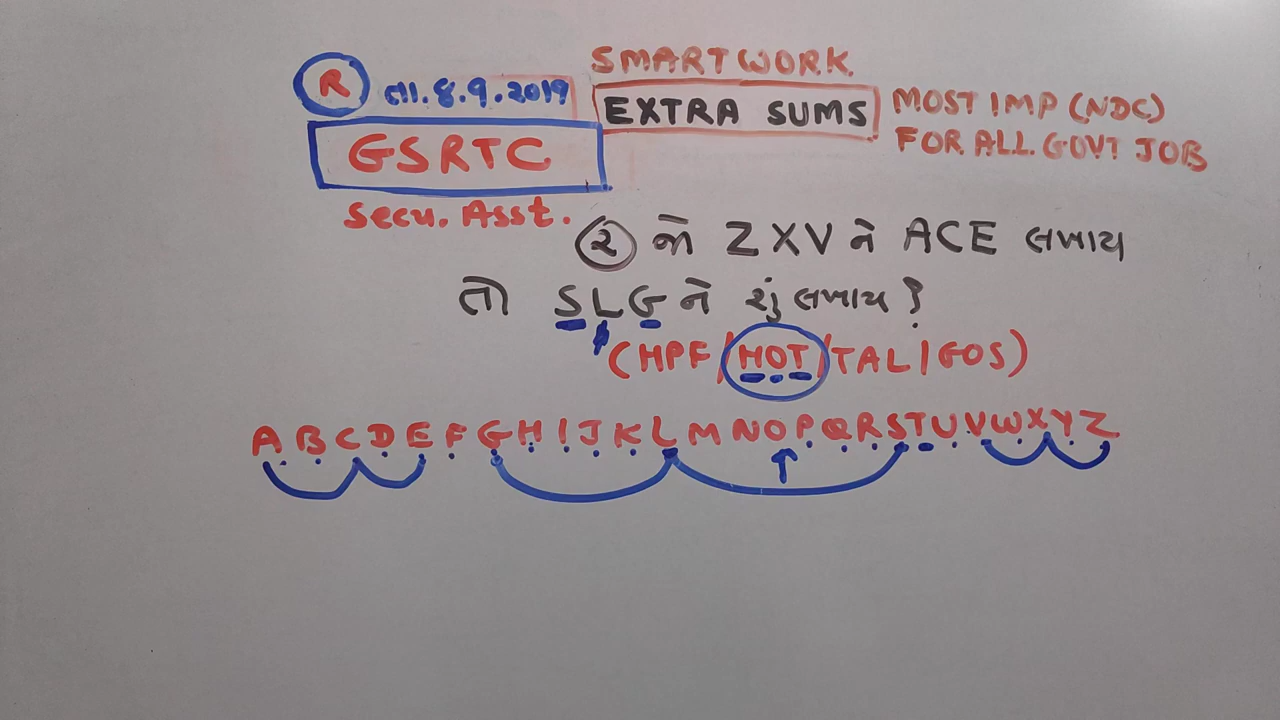 SMARTWORK
R તા.8.9.2019 EXTRA SUMS MOST IMP (NDC)
GSRTC FOR ALL GOVT JOB
Secu. Asst.
૨ જો ZXV ને ACE લખાય
તો SLG ને શું લખાય?
(HPF/HOT/TAL/GOS)
A B C D E F G H I J K L M N O P Q R S T U V W X Y Z